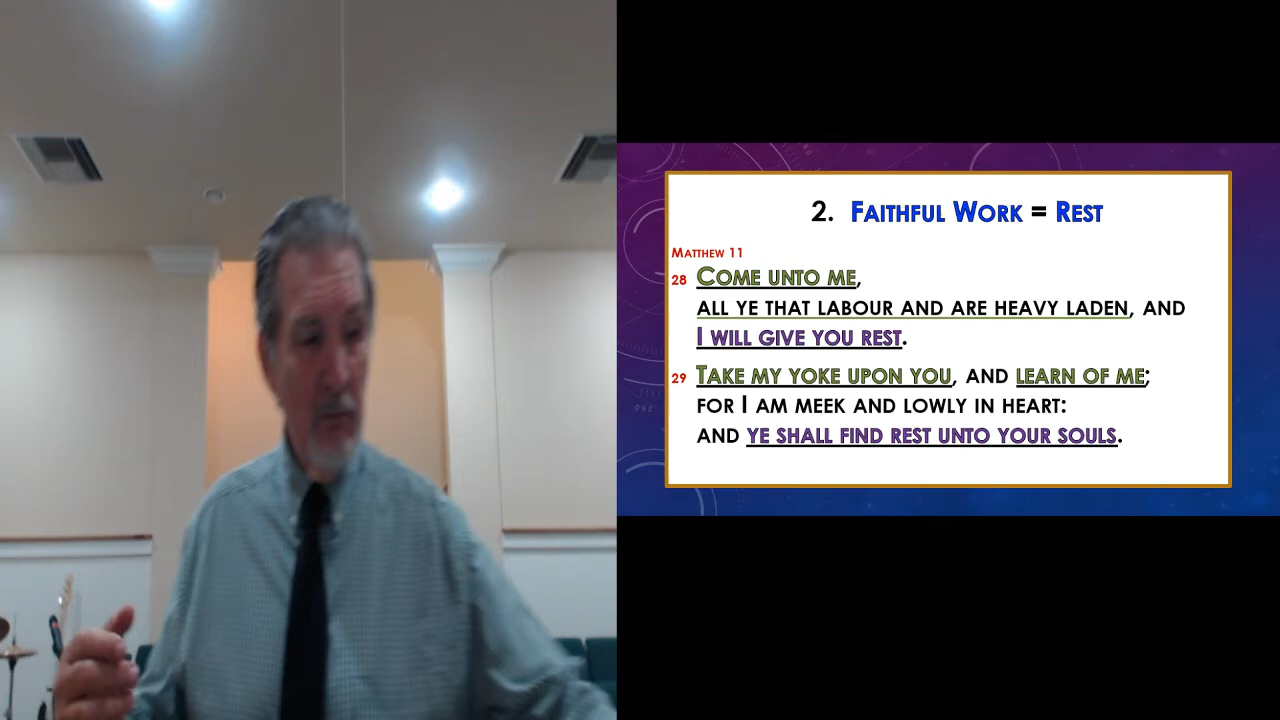 2. Faithful Work = Rest
Matthew 11
28 Come unto me,
all ye that labour and are heavy laden, and
I will give you rest.
29 Take my yoke upon you, and learn of me;
for I am meek and lowly in heart:
and ye shall find rest unto your souls.